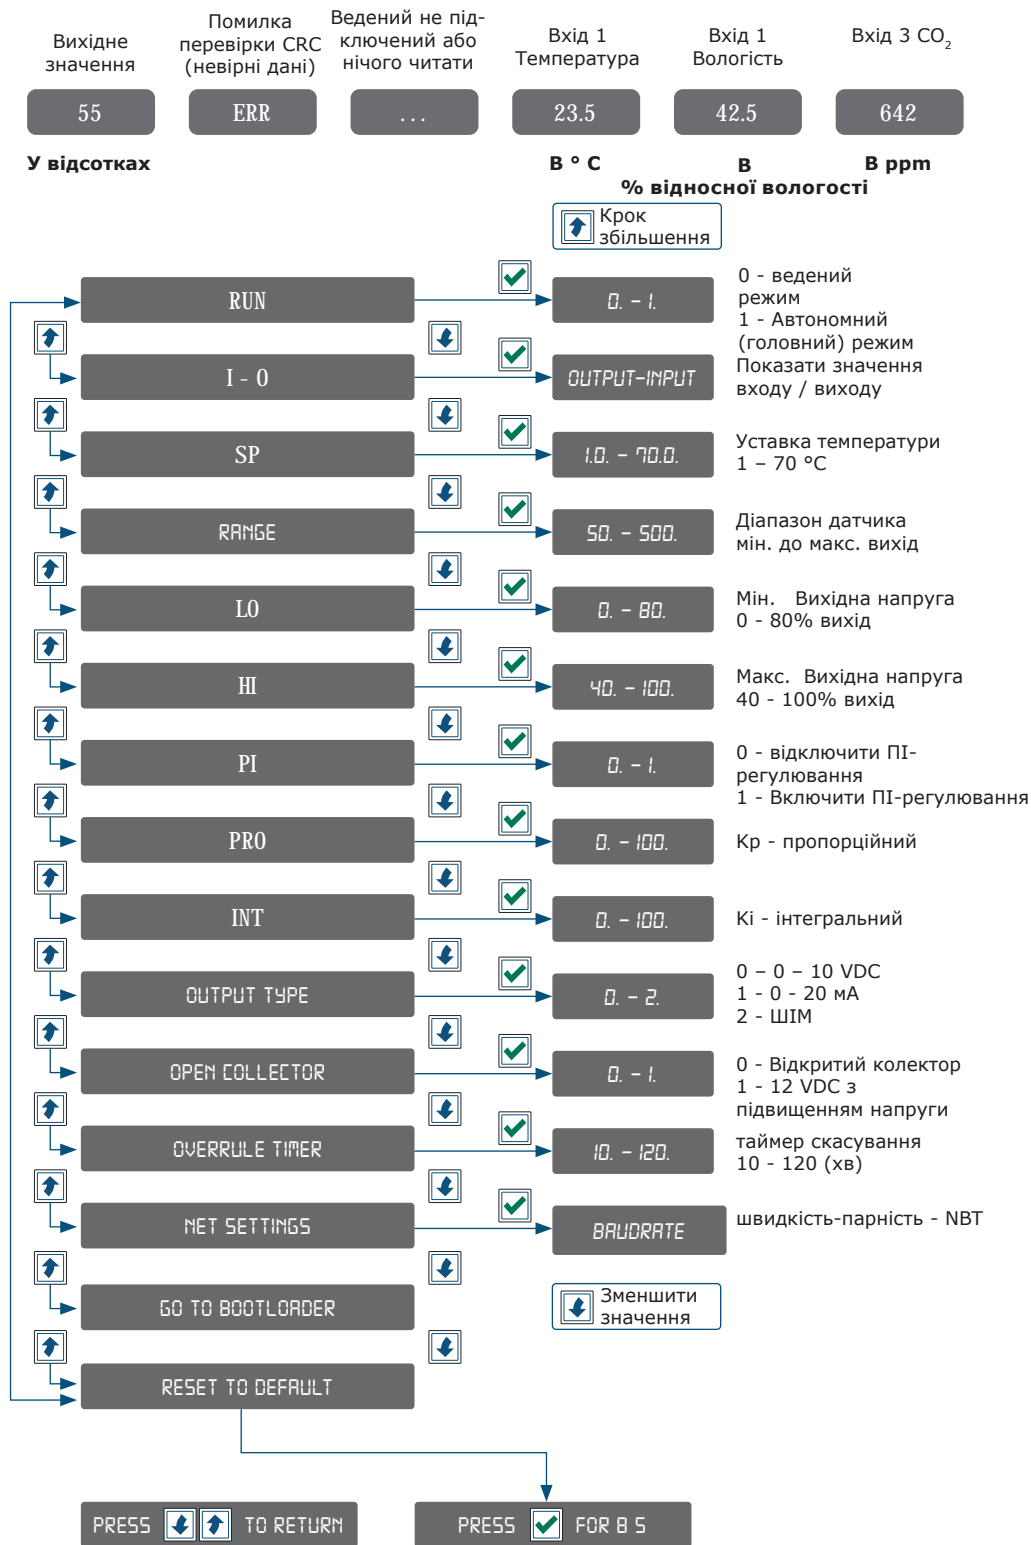 Вихідне
значення
Помилка
перевірки CRC
(невірні дані)
Ведений не під-
ключений або
нічого читати
Вхід 1
Температура
Вхід 1
Вологість
Вхід 3 CO2
55
ERR
...
23.5
42.5
642
У відсотках
В ° С
В
% відносної вологості
В ppm
Крок
збільшення
RUN
0. – 1.
0 - ведений
режим
1 - Автономний
(головний) режим
I - O
OUTPUT-INPUT
Показати значення
входу / виходу
SP
1.0. – 70.0.
Уставка температури
1 – 70 °C
RANGE
50. – 500.
Діапазон датчика
мін. до макс. вихід
LO
0. – 80.
Мін. Вихідна напруга
0 - 80% вихід
HI
40. – 100.
Макс. Вихідна напруга
40 - 100% вихід
PI
0. – 1.
0 - відключити ПІ-
регулювання
1 - Включити ПІ-регулювання
PRO
0. – 100.
Kp - пропорційний
INT
0. – 100.
Ki - інтегральний
OUTPUT TYPE
0. – 2.
0 – 0 – 10 VDC
1 - 0 - 20 мА
2 - ШІМ
OPEN COLLECTOR
0. – 1.
0 - Відкритий колектор
1 - 12 VDC з
підвищенням напруги
OVERRULE TIMER
10. – 120.
таймер скасування
10 - 120 (хв)
NET SETTINGS
BAUDRATE
швидкість-парність - NBT
GO TO BOOTLOADER
Зменшити
значення
RESET TO DEFAULT
PRESS TO RETURN
PRESS FOR 8 S